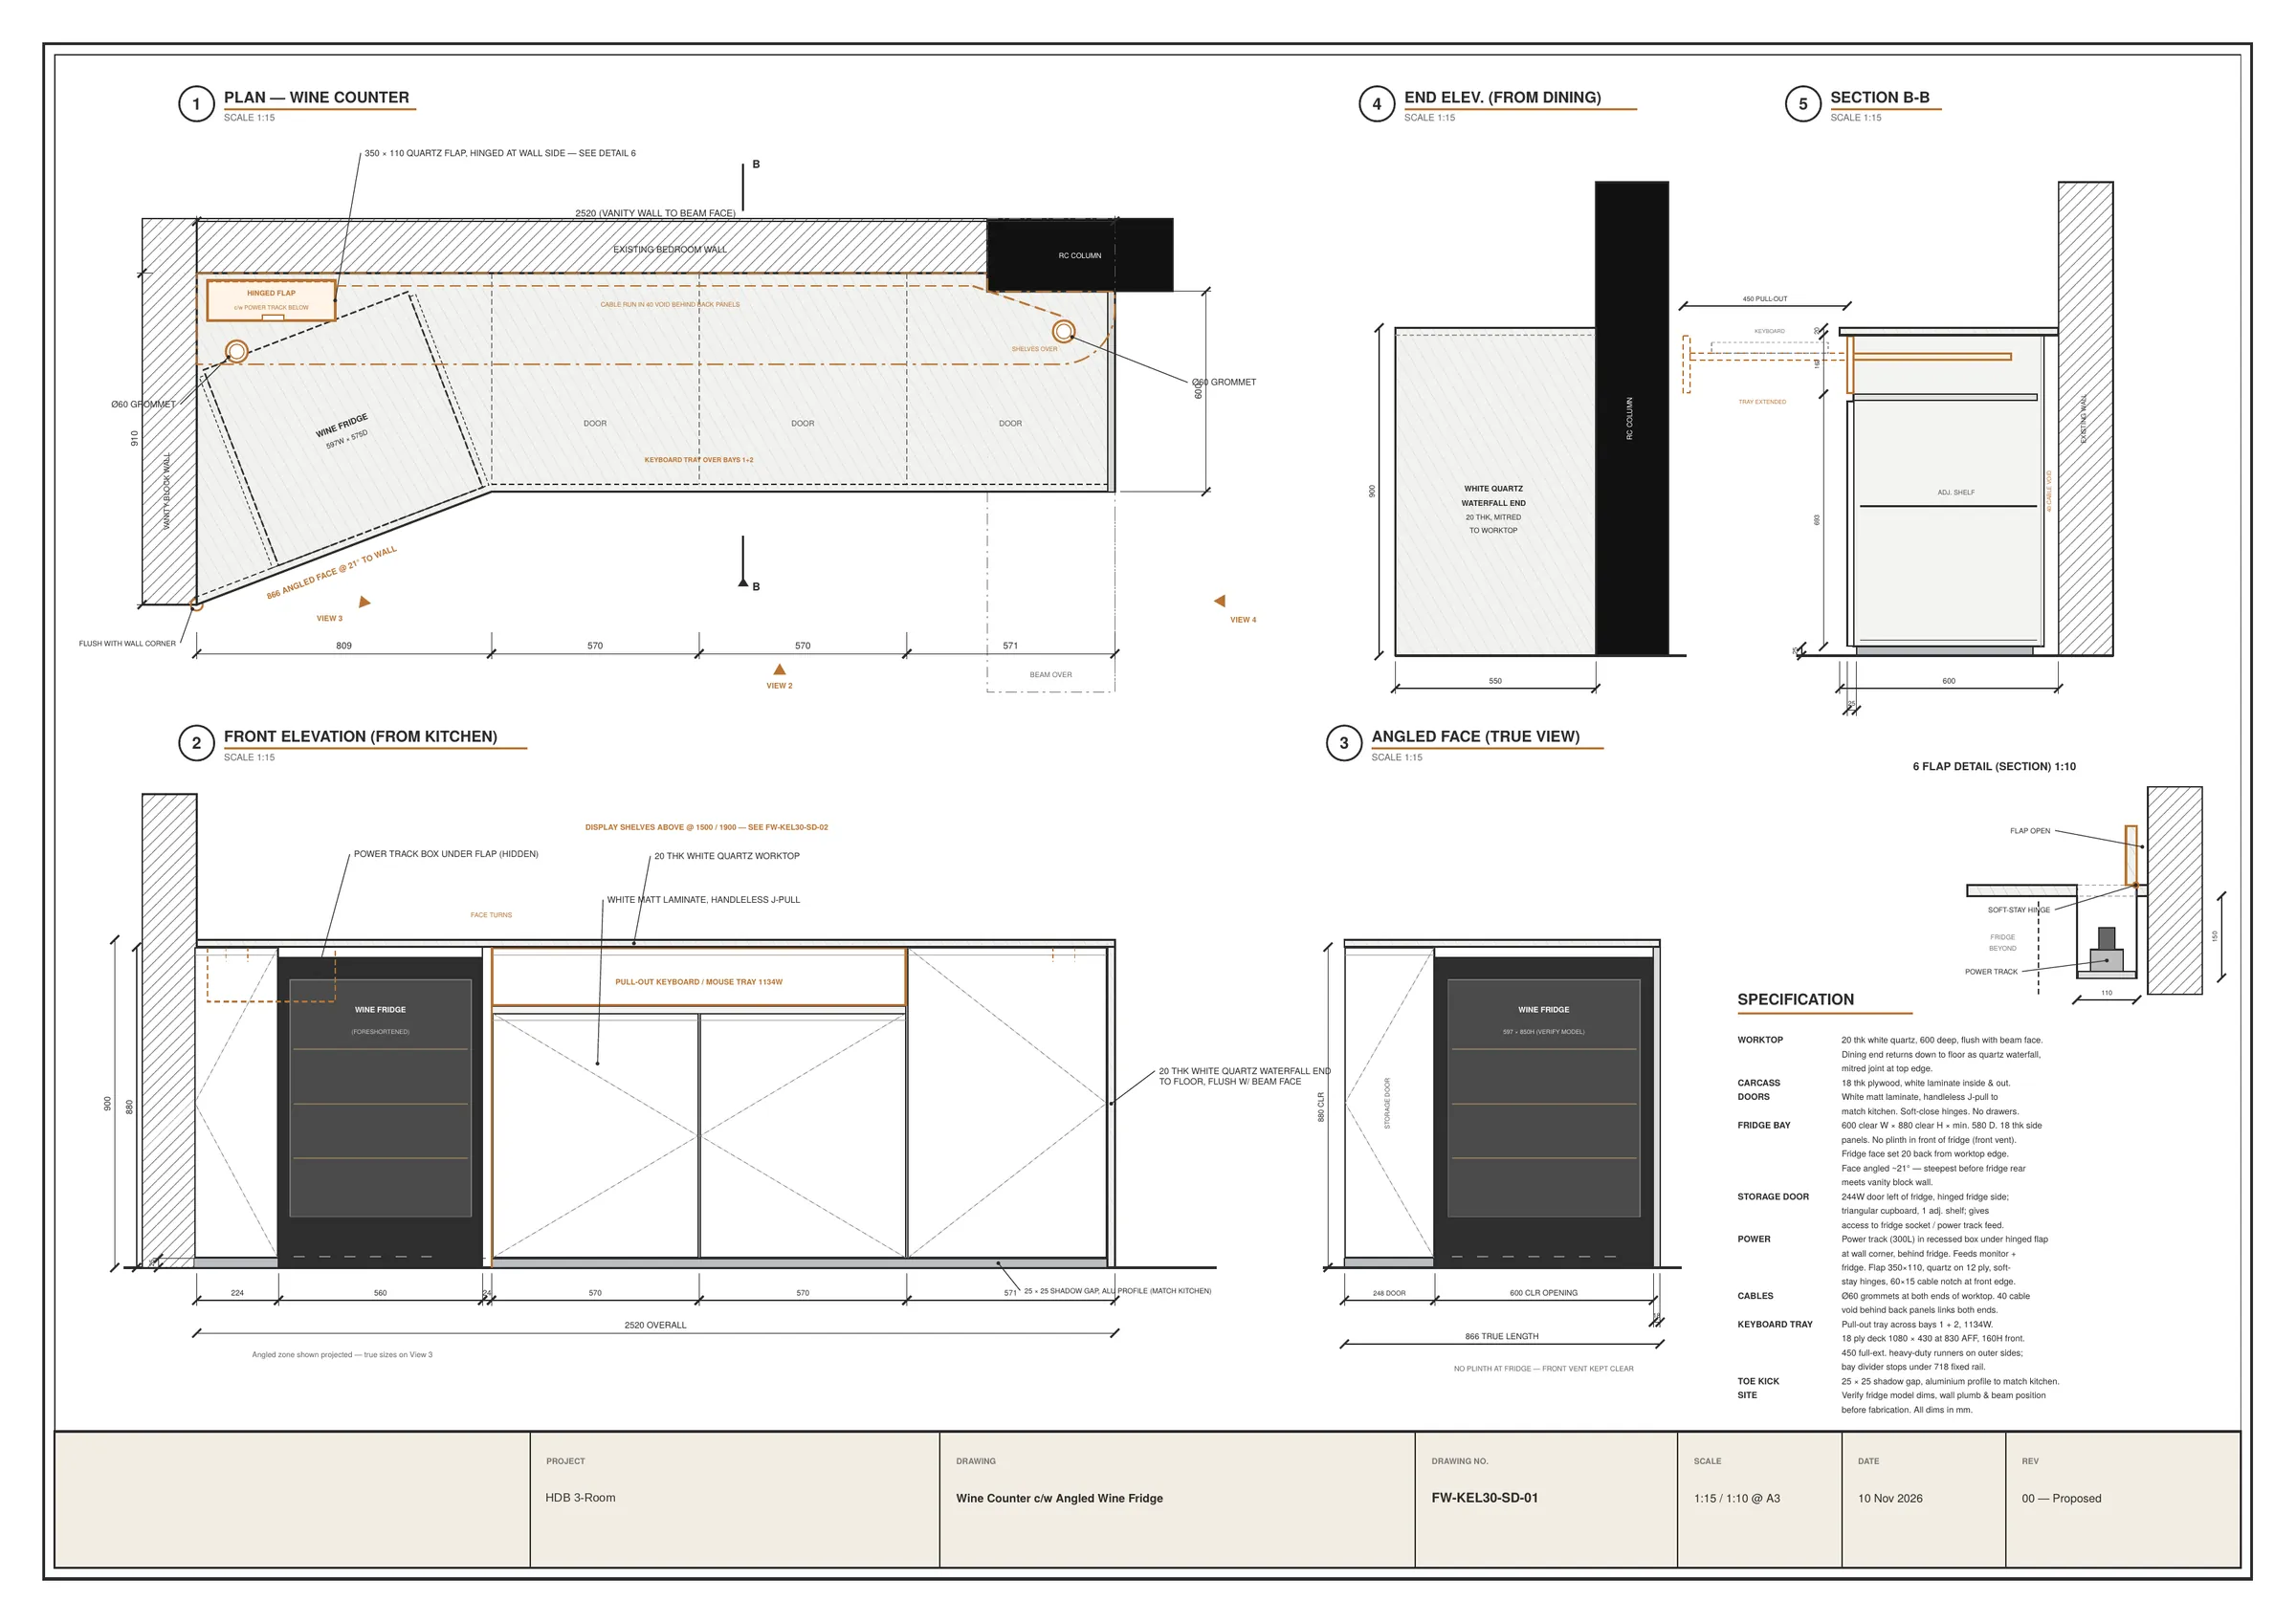 1
PLAN — WINE COUNTER
SCALE 1:15
350 × 110 QUARTZ FLAP, HINGED AT WALL SIDE — SEE DETAIL 6
B
2520 (VANITY WALL TO BEAM FACE)
EXISTING BEDROOM WALL
RC COLUMN
HINGED FLAP
c/w POWER TRACK BELOW
CABLE RUN IN 40 VOID BEHIND BACK PANELS
SHELVES OVER
Ø60 GROMMET
600
Ø60 GROMMET
910
VANITY BLOCK WALL
WINE FRIDGE
597W × 575D
DOOR
DOOR
DOOR
KEYBOARD TRAY OVER BAYS 1+2
866 ANGLED FACE @ 21° TO WALL
B
VIEW 3
VIEW 4
FLUSH WITH WALL CORNER
809
570
570
571
BEAM OVER
VIEW 2
4
END ELEV. (FROM DINING)
SCALE 1:15
RC COLUMN
900
WHITE QUARTZ
WATERFALL END
20 THK, MITRED
TO WORKTOP
550
5
SECTION B-B
SCALE 1:15
450 PULL-OUT
KEYBOARD
20
160
TRAY EXTENDED
EXISTING WALL
ADJ. SHELF
40 CABLE VOID
693
25
600
25
2
FRONT ELEVATION (FROM KITCHEN)
SCALE 1:15
DISPLAY SHELVES ABOVE @ 1500 / 1900 — SEE FW-KEL30-SD-02
POWER TRACK BOX UNDER FLAP (HIDDEN)
20 THK WHITE QUARTZ WORKTOP
WHITE MATT LAMINATE, HANDLELESS J-PULL
FACE TURNS
PULL-OUT KEYBOARD / MOUSE TRAY 1134W
WINE FRIDGE
(FORESHORTENED)
20 THK WHITE QUARTZ WATERFALL END
TO FLOOR, FLUSH W/ BEAM FACE
900
880
25
224
560
24
570
570
571
25 × 25 SHADOW GAP, ALU PROFILE (MATCH KITCHEN)
2520 OVERALL
Angled zone shown projected — true sizes on View 3
3
ANGLED FACE (TRUE VIEW)
SCALE 1:15
WINE FRIDGE
597 × 850H (VERIFY MODEL)
STORAGE DOOR
880 CLR
248 DOOR
600 CLR OPENING
18
866 TRUE LENGTH
NO PLINTH AT FRIDGE — FRONT VENT KEPT CLEAR
6 FLAP DETAIL (SECTION) 1:10
FLAP OPEN
SOFT-STAY HINGE
FRIDGE
BEYOND
POWER TRACK
150
110
SPECIFICATION
WORKTOP 20 thk white quartz, 600 deep, flush with beam face.
Dining end returns down to floor as quartz waterfall,
mitred joint at top edge.
CARCASS 18 thk plywood, white laminate inside & out.
DOORS White matt laminate, handleless J-pull to
match kitchen. Soft-close hinges. No drawers.
FRIDGE BAY 600 clear W × 880 clear H × min. 580 D. 18 thk side
panels. No plinth in front of fridge (front vent).
Fridge face set 20 back from worktop edge.
Face angled ~21° — steepest before fridge rear
meets vanity block wall.
STORAGE DOOR 244W door left of fridge, hinged fridge side;
triangular cupboard, 1 adj. shelf; gives
access to fridge socket / power track feed.
POWER Power track (300L) in recessed box under hinged flap
at wall corner, behind fridge. Feeds monitor +
fridge. Flap 350×110, quartz on 12 ply, soft-
stay hinges, 60×15 cable notch at front edge.
CABLES Ø60 grommets at both ends of worktop. 40 cable
void behind back panels links both ends.
KEYBOARD TRAY Pull-out tray across bays 1 + 2, 1134W.
18 ply deck 1080 × 430 at 830 AFF, 160H front.
450 full-ext. heavy-duty runners on outer sides;
bay divider stops under 718 fixed rail.
TOE KICK 25 × 25 shadow gap, aluminium profile to match kitchen.
SITE Verify fridge model dims, wall plumb & beam position
before fabrication. All dims in mm.
PROJECT
HDB 3-Room
DRAWING
Wine Counter c/w Angled Wine Fridge
DRAWING NO.
FW-KEL30-SD-01
SCALE
1:15 / 1:10 @ A3
DATE
10 Nov 2026
REV
00 — Proposed